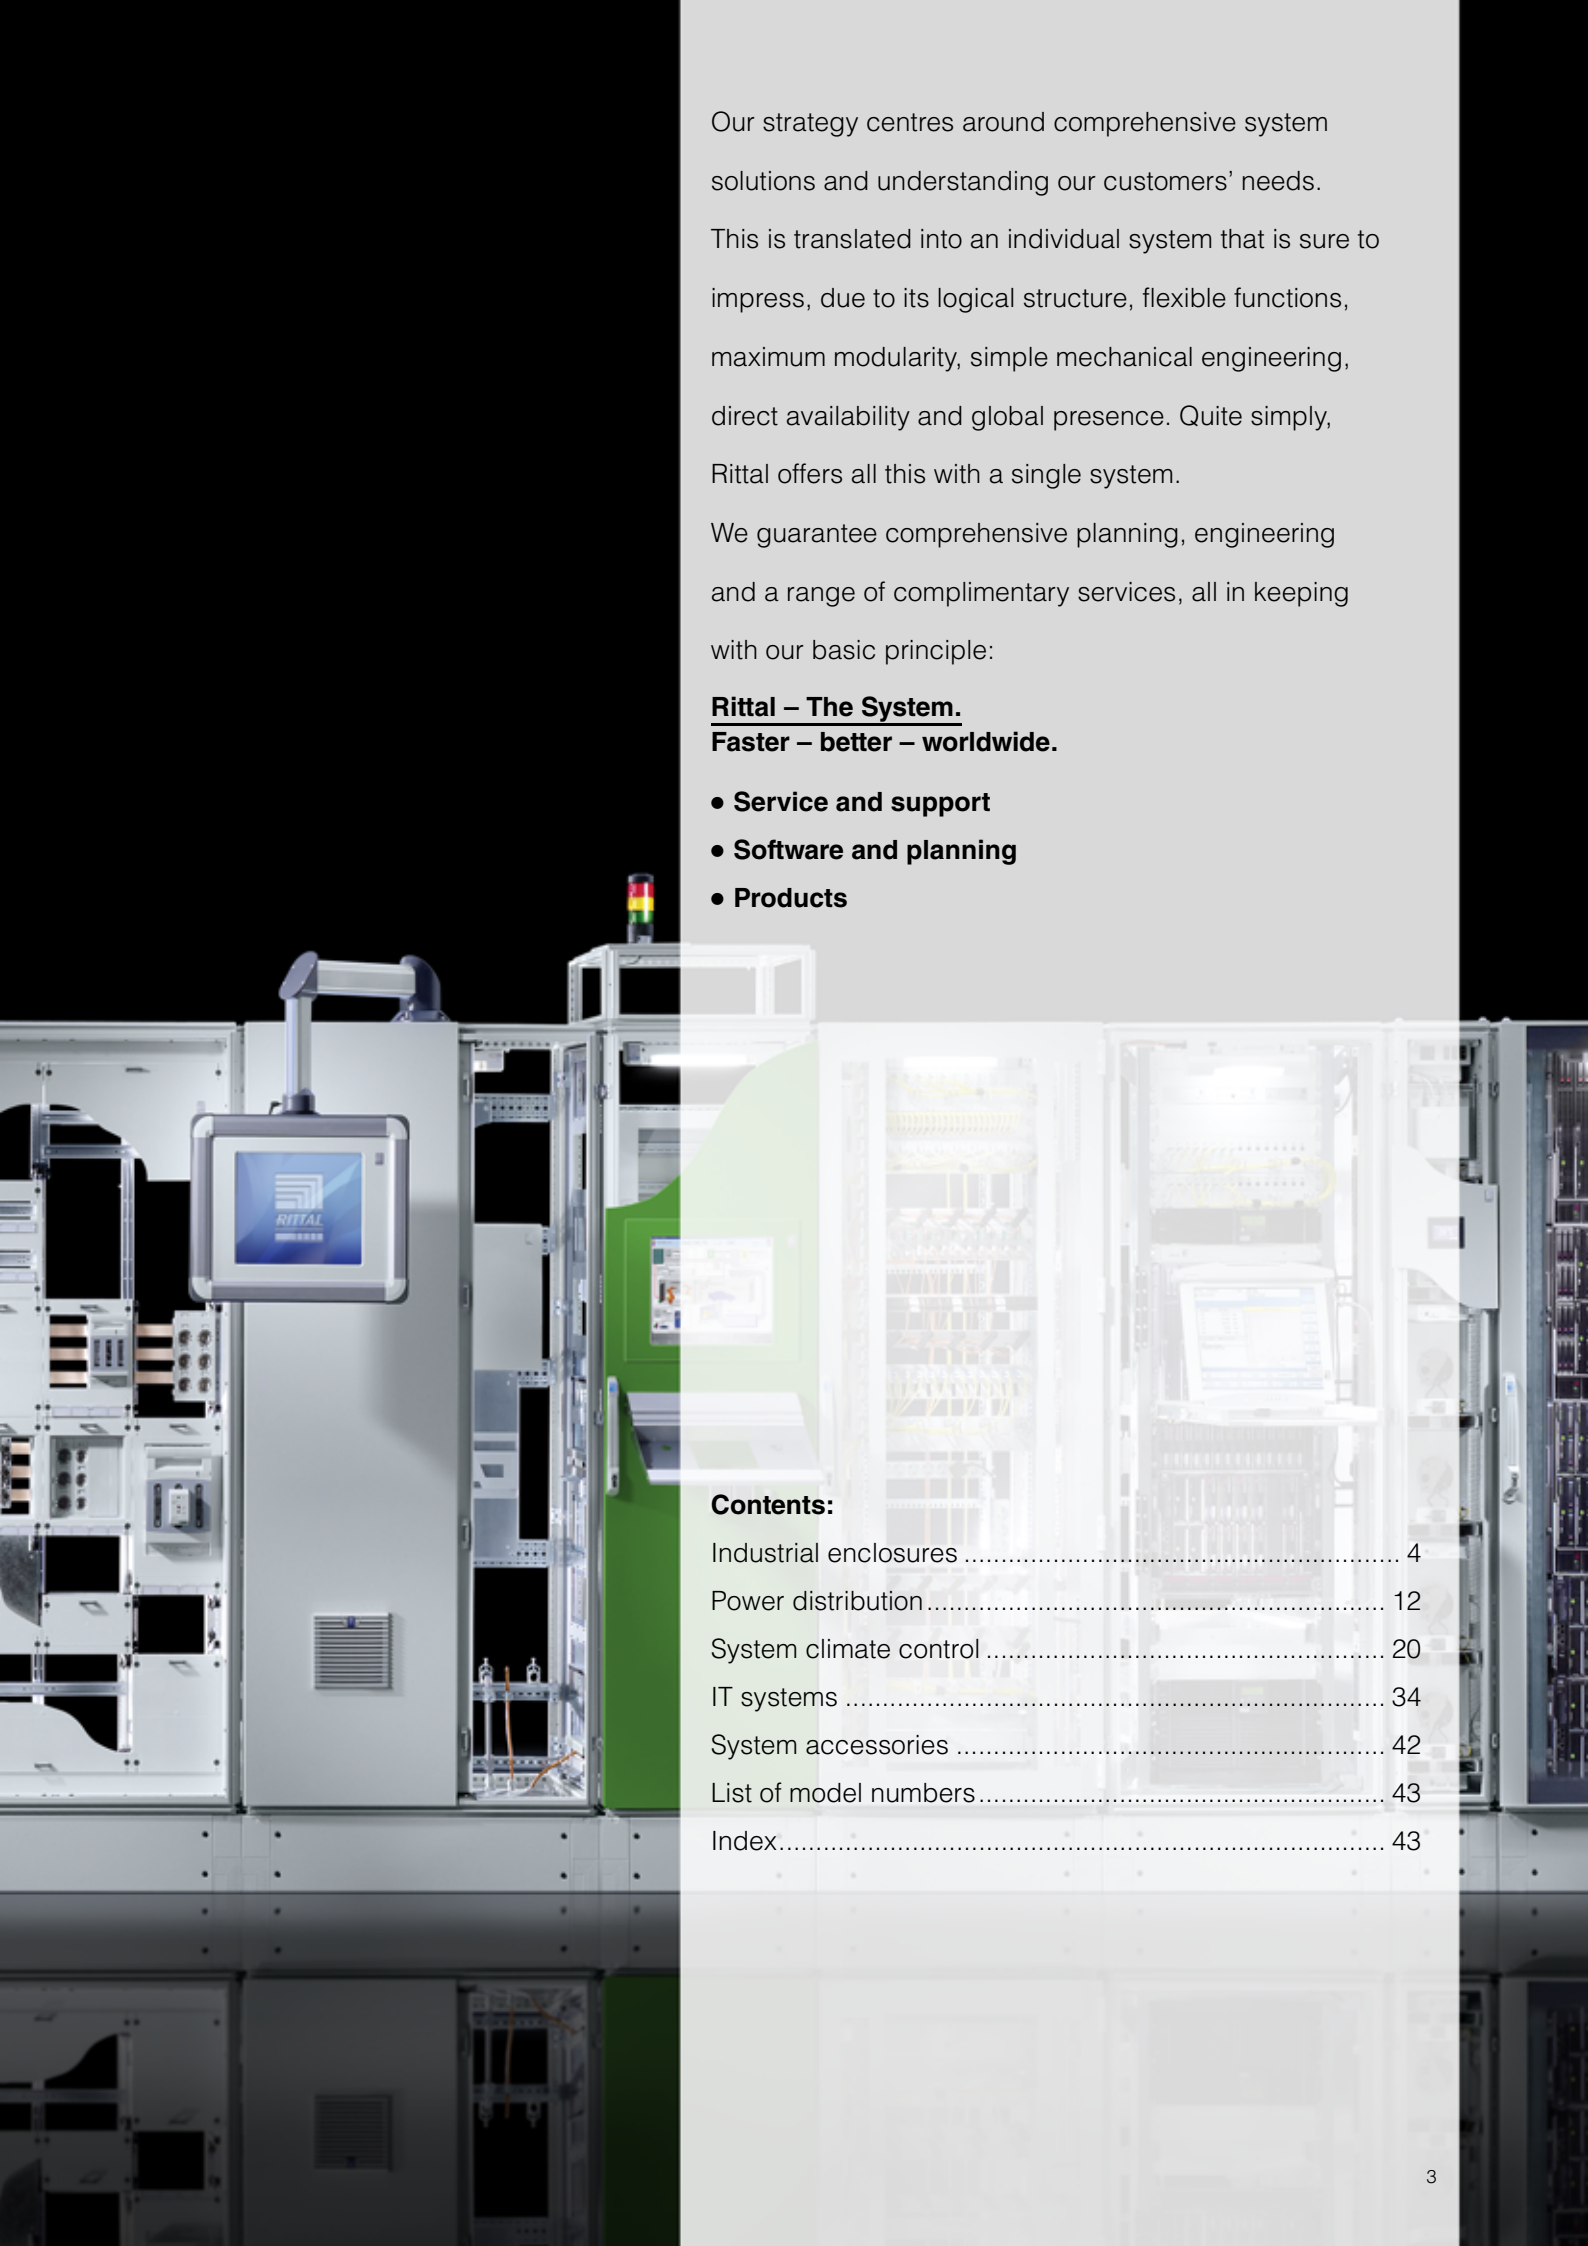 Our strategy centres around comprehensive system
solutions and understanding our customers’ needs.
This is translated into an individual system that is sure to
impress, due to its logical structure, flexible functions,
maximum modularity, simple mechanical engineering,
direct availability and global presence. Quite simply,
Rittal offers all this with a single system.
We guarantee comprehensive planning, engineering
and a range of complimentary services, all in keeping
with our basic principle:
Rittal – The System.
Faster – better – worldwide.
● Service and support
● Software and planning
● Products
RITTAL
Contents:
Industrial enclosures ........................................................... 4
Power distribution.............................................................. 12
System climate control ...................................................... 20
IT systems ......................................................................... 34
System accessories .......................................................... 42
List of model numbers....................................................... 43
Index.................................................................................. 43
3